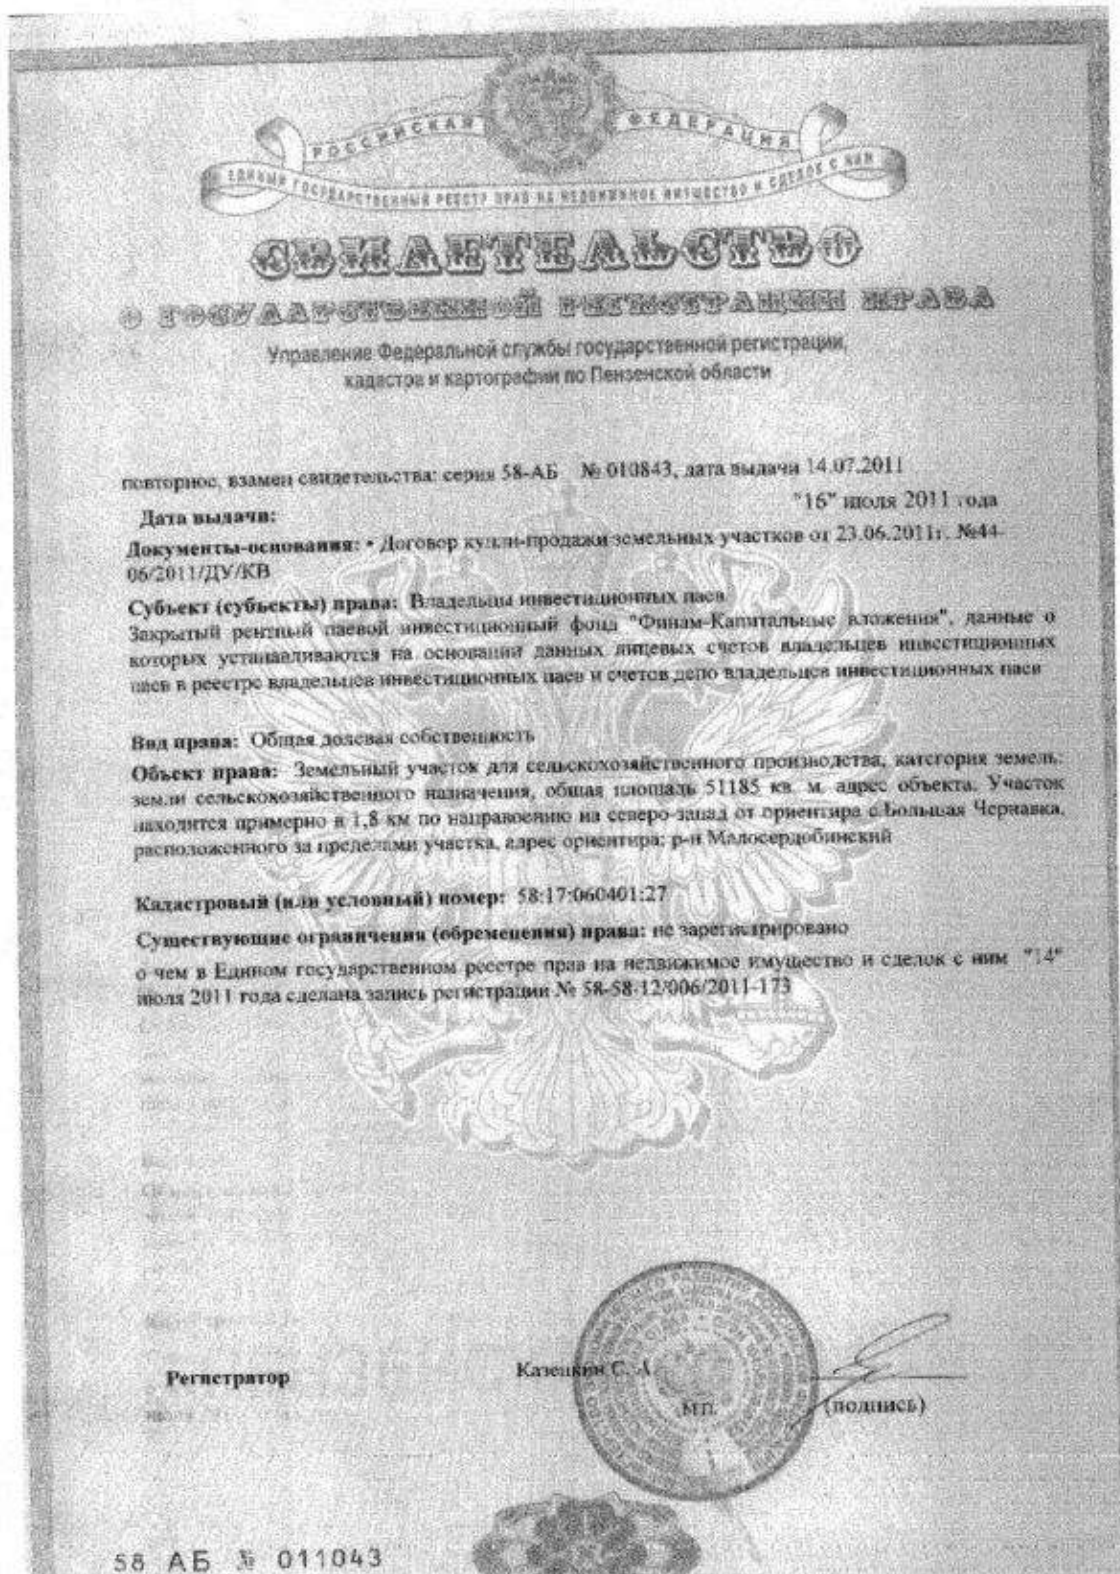 РОССИЙСКАЯ ФЕДЕРАЦИЯ
ЕДИНЫЙ ГОСУДАРСТВЕННЫЙ РЕЕСТР ПРАВ НА НЕДВИЖИМОЕ ИМУЩЕСТВО И СДЕЛОК С НИМ
СВИДЕТЕЛЬСТВО
О ГОСУДАРСТВЕННОЙ РЕГИСТРАЦИИ ПРАВА
Управление Федеральной службы государственной регистрации,
кадастра и картографии по Пензенской области
повторное, взамен свидетельства: серия 58-АБ № 010843, дата выдачи 14.07.2011
Дата выдачи: "16" июля 2011 года
Документы-основания: • Договор купли-продажи земельных участков от 23.06.2011г. №44-
06/2011/ДУ/КВ
Субъект (субъекты) права: Владельцы инвестиционных паев
Закрытый рентный паевой инвестиционный фонд "Финам-Капитальные вложения", данные о
которых устанавливаются на основании данных лицевых счетов владельцев инвестиционных
паев в реестре владельцев инвестиционных паев и счетов депо владельцев инвестиционных паев
Вид права: Общая долевая собственность
Объект права: Земельный участок для сельскохозяйственного производства, категория земель:
земли сельскохозяйственного назначения, общая площадь 51185 кв. м, адрес объекта. Участок
находится примерно в 1,8 км по направлению на северо-запад от ориентира с.Большая Чернавка,
расположенного за пределами участка, адрес ориентира: р-н Малосердобинский
Кадастровый (или условный) номер: 58:17:060401:27
Существующие ограничения (обременения) права: не зарегистрировано
о чем в Едином государственном реестре прав на недвижимое имущество и сделок с ним "14"
июля 2011 года сделана запись регистрации № 58-58-12/006/2011-173
Регистратор Казенкин С. А.
М.П. (подпись)
58 АБ № 011043